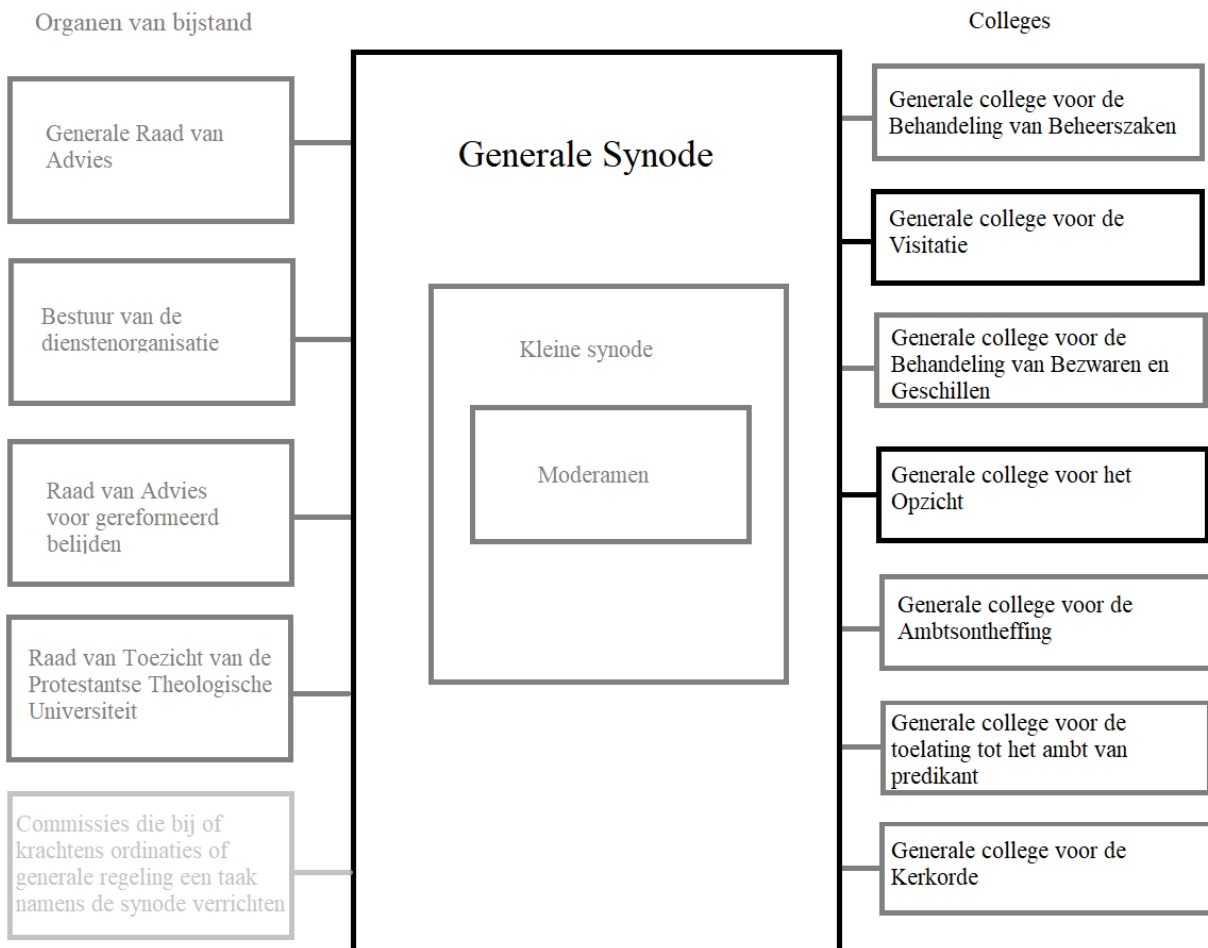 Organen van bijstand
Generale Raad van
Advies
Bestuur van de
dienstenorganisatie
Raad van Advies
voor gereformeerd
belijden
Raad van Toezicht van de
Protestantse Theologische
Universiteit
Commissies die bij of
krachtens ordinaties of
generale regeling een taak
namens de synode verrichten
Generale Synode
Kleine synode
Moderamen
Colleges
Generale college voor de
Behandeling van Beheerszaken
Generale college voor de
Visitatie
Generale college voor de
Behandeling van Bezwaren en
Geschillen
Generale college voor het
Opzicht
Generale college voor de
Ambtsontheffing
Generale college voor de
toelating tot het ambt van
predikant
Generale college voor de
Kerkorde